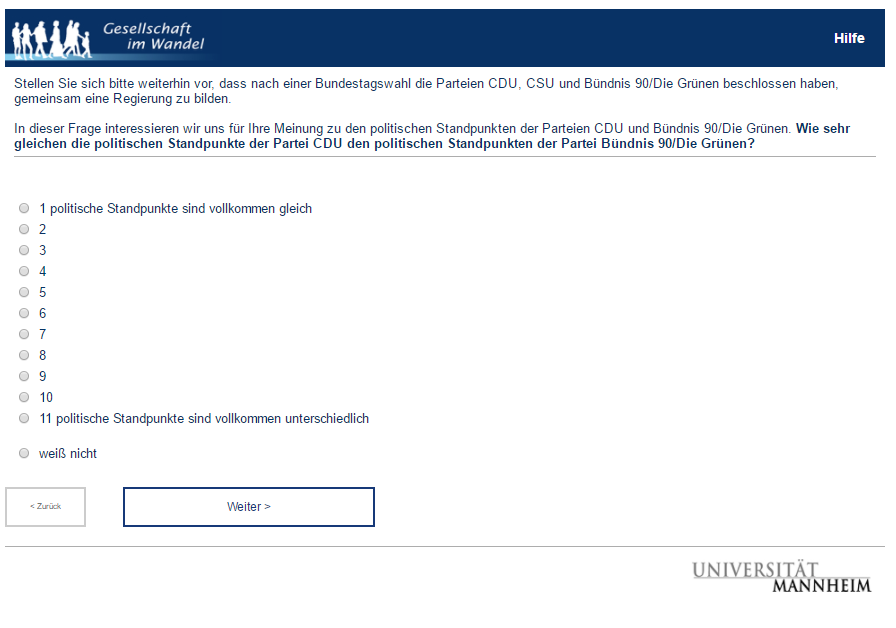 Gesellschaft
im Wandel
Hilfe
Stellen Sie sich bitte weiterhin vor, dass nach einer Bundestagswahl die Parteien CDU, CSU und Bündnis 90/Die Grünen beschlossen haben,
gemeinsam eine Regierung zu bilden.
In dieser Frage interessieren wir uns für Ihre Meinung zu den politischen Standpunkten der Parteien CDU und Bündnis 90/Die Grünen. Wie sehr
gleichen die politischen Standpunkte der Partei CDU den politischen Standpunkten der Partei Bündnis 90/Die Grünen?
1 politische Standpunkte sind vollkommen gleich
2
3
4
5
6
7
8
9
10
11 politische Standpunkte sind vollkommen unterschiedlich
weiß nicht
< Zurück
Weiter >
UNIVERSITÄT
MANNHEIM